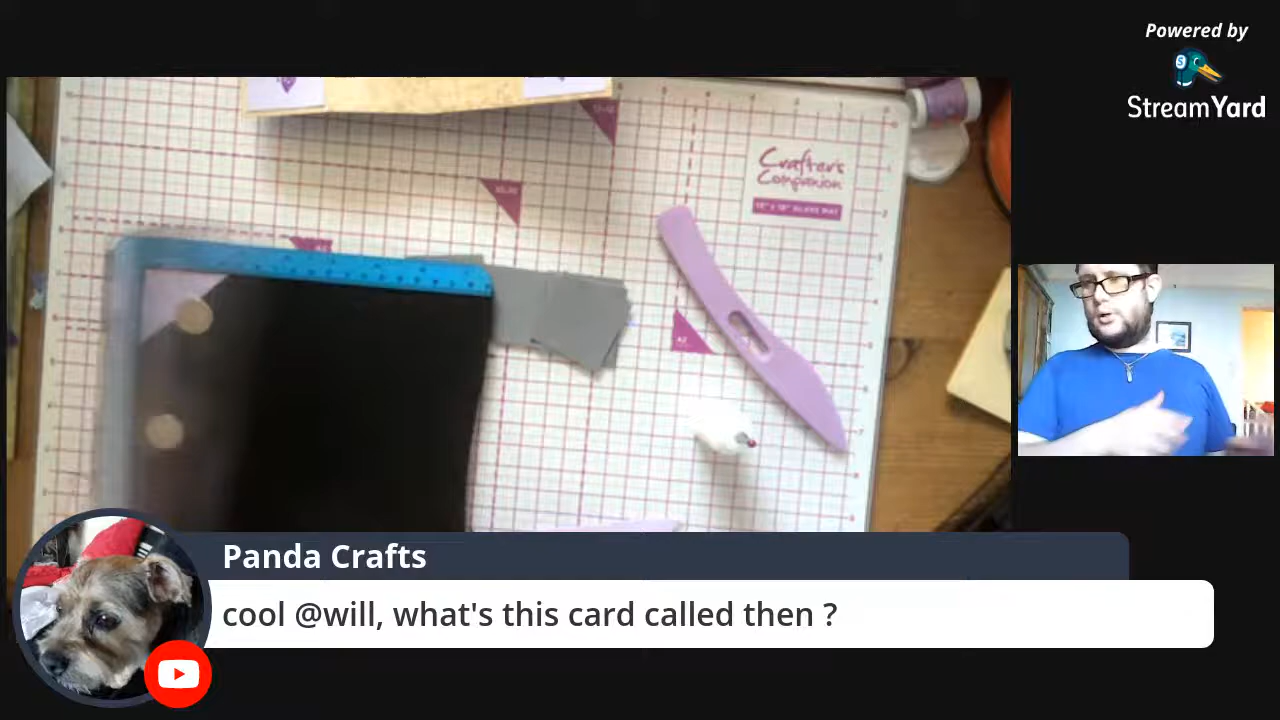 Powered by
StreamYard
Crafter's
Companion
Panda Crafts
cool @will, what's this card called then ?